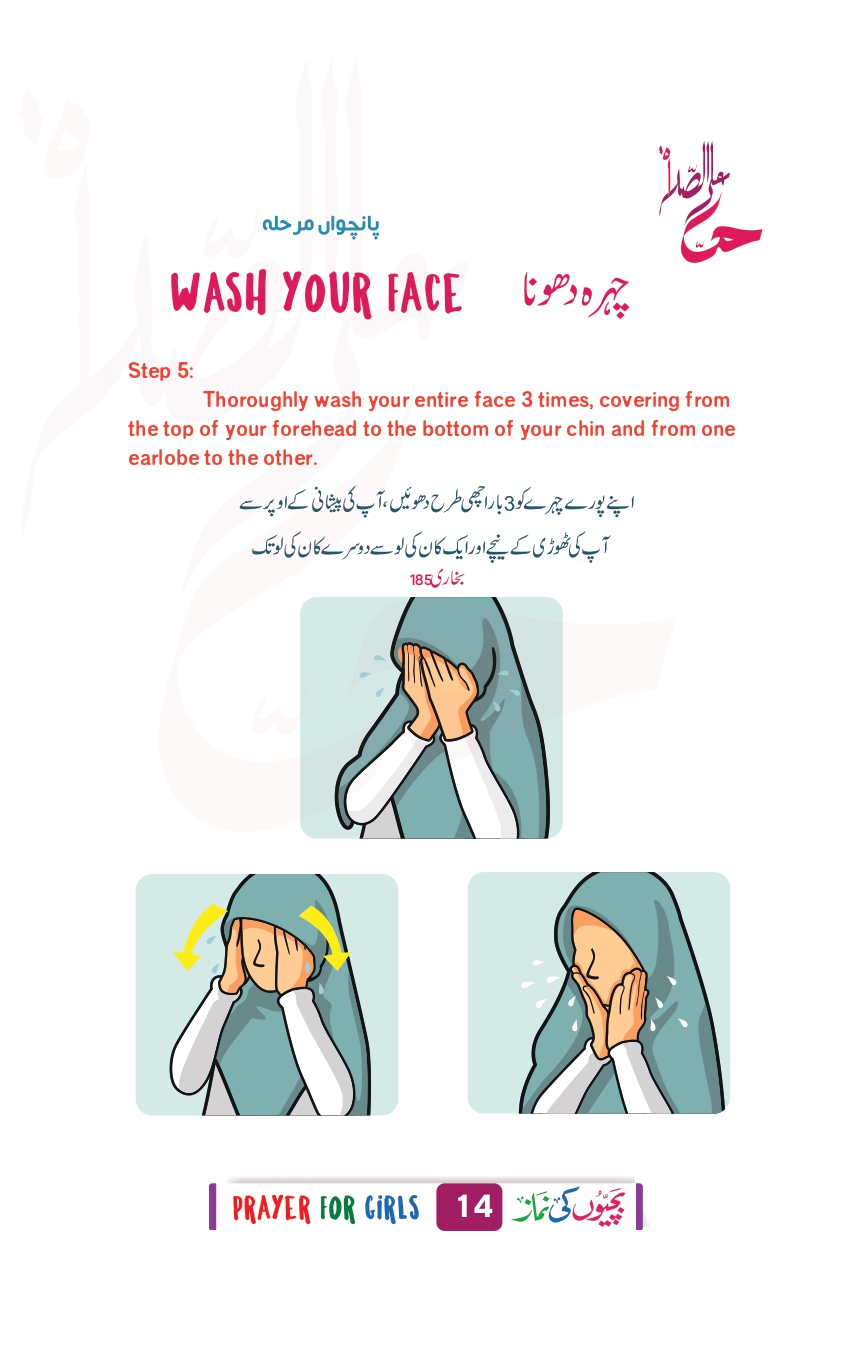 حی علی الصلاۃ
پانچواں مرحلہ
WASH YOUR FACE چہرہ دھونا
Step 5:
Thoroughly wash your entire face 3 times, covering from
the top of your forehead to the bottom of your chin and from one
earlobe to the other.
اپنے پورے چہرے کو 3 بار اچھی طرح دھوئیں، آپ کی پیشانی کے اوپر سے
آپ کی ٹھوڑی کے نیچے اور ایک کان کی لو سے دوسرے کان کی لو تک
بخاری 185
PRAYER FOR GiRLS 14 بچیّوں کی نماز